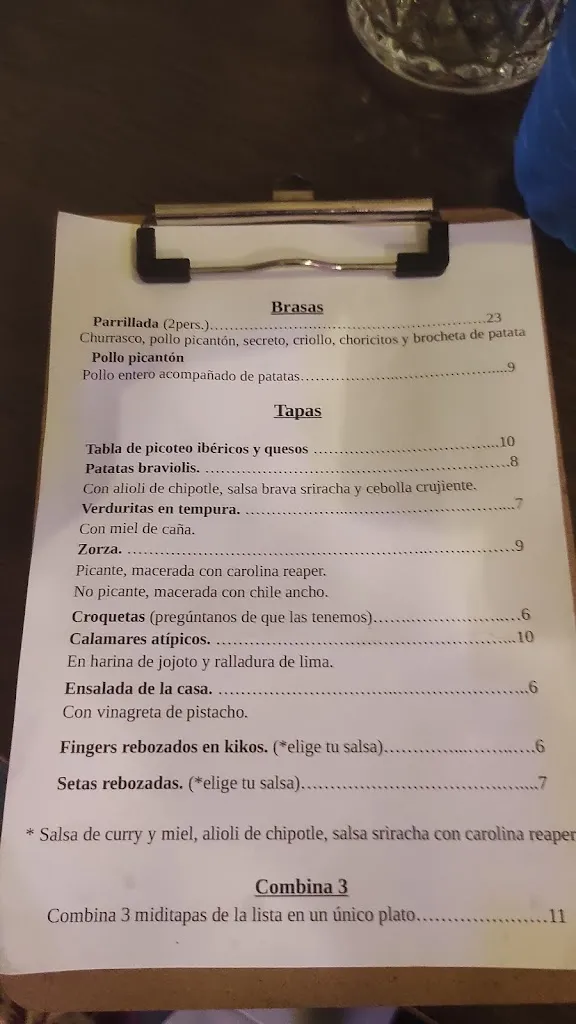 Brasas
Parrillada (2pers.)....................................................23
Churrasco, pollo picantón, secreto, criollo, choricitos y brocheta de patata
Pollo picantón
Pollo entero acompañado de patatas........................................9
Tapas
Tabla de picoteo ibéricos y quesos ....................................10
Patatas braviolis. ..........................................................8
Con alioli de chipotle, salsa brava sriracha y cebolla crujiente.
Verduritas en tempura. ....................................................7
Con miel de caña.
Zorza. ........................................................................9
Picante, macerada con carolina reaper.
No picante, macerada con chile ancho.
Croquetas (pregúntanos de que las tenemos)............................6
Calamares atípicos. .......................................................10
En harina de jojoto y ralladura de lima.
Ensalada de la casa. ........................................................6
Con vinagreta de pistacho.
Fingers rebozados en kikos. (*elige tu salsa)...........................6
Setas rebozadas. (*elige tu salsa).........................................7
* Salsa de curry y miel, alioli de chipotle, salsa sriracha con carolina reaper
Combina 3
Combina 3 miditapas de la lista en un único plato.....................11